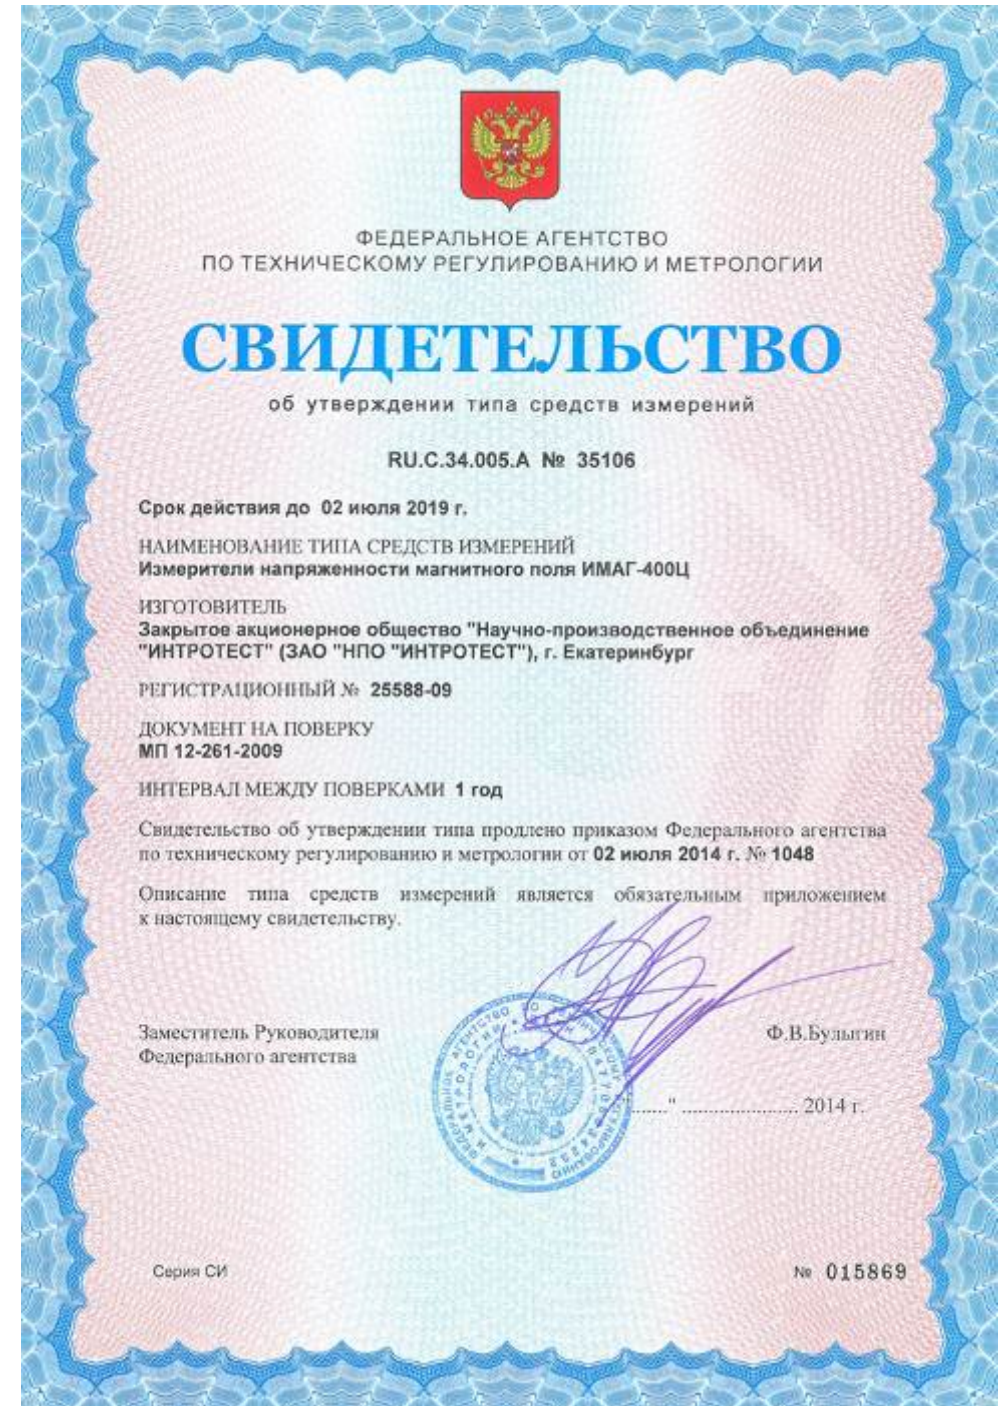 ФЕДЕРАЛЬНОЕ АГЕНТСТВО
ПО ТЕХНИЧЕСКОМУ РЕГУЛИРОВАНИЮ И МЕТРОЛОГИИ
СВИДЕТЕЛЬСТВО
об утверждении типа средств измерений
RU.C.34.005.A № 35106
Срок действия до 02 июля 2019 г.
НАИМЕНОВАНИЕ ТИПА СРЕДСТВ ИЗМЕРЕНИЙ
Измерители напряженности магнитного поля ИМАГ-400Ц
ИЗГОТОВИТЕЛЬ
Закрытое акционерное общество "Научно-производственное объединение
"ИНТРОТЕСТ" (ЗАО "НПО "ИНТРОТЕСТ"), г. Екатеринбург
РЕГИСТРАЦИОННЫЙ № 25588-09
ДОКУМЕНТ НА ПОВЕРКУ
МП 12-261-2009
ИНТЕРВАЛ МЕЖДУ ПОВЕРКАМИ 1 год
Свидетельство об утверждении типа продлено приказом Федерального агентства
по техническому регулированию и метрологии от 02 июля 2014 г. № 1048
Описание типа средств измерений является обязательным приложением
к настоящему свидетельству.
Заместитель Руководителя
Федерального агентства
Ф.В.Булыгин
"......." ........................ 2014 г.
Серия СИ
№ 015869